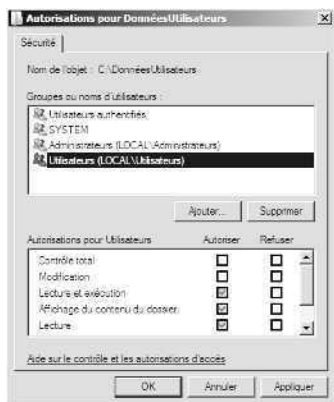 Autorisations pour DonnéesUtilisateurs
Sécurité
Nom de l'objet : C:\DonnéesUtilisateurs
Groupes ou noms d'utilisateurs :
Utilisateurs authentifiés
SYSTEM
Administrateurs (LOCAL\Administrateurs)
Utilisateurs (LOCAL\Utilisateurs)
Ajouter... Supprimer
Autorisations pour Utilisateurs Autoriser Refuser
Contrôle total
Modification
Lecture et exécution
Affichage du contenu du dossier
Lecture
Aide sur le contrôle et les autorisations d'accès
OK Annuler Appliquer